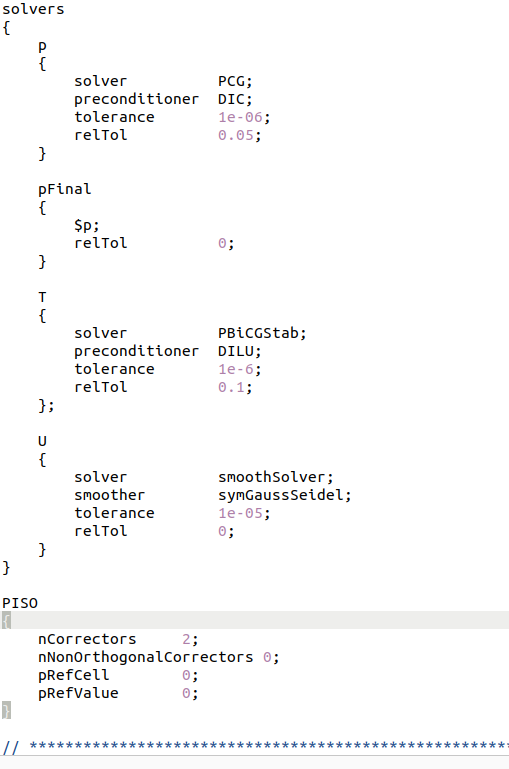 solvers
{
    p
    {
        solver          PCG;
        preconditioner  DIC;
        tolerance       1e-06;
        relTol          0.05;
    }

    pFinal
    {
        $p;
        relTol          0;
    }

    T
    {
        solver          PBiCGStab;
        preconditioner  DILU;
        tolerance       1e-6;
        relTol          0.1;
    };

    U
    {
        solver          smoothSolver;
        smoother        symGaussSeidel;
        tolerance       1e-05;
        relTol          0;
    }
}

PISO
{
    nCorrectors     2;
    nNonOrthogonalCorrectors 0;
    pRefCell        0;
    pRefValue       0;
}

// ******************************************************